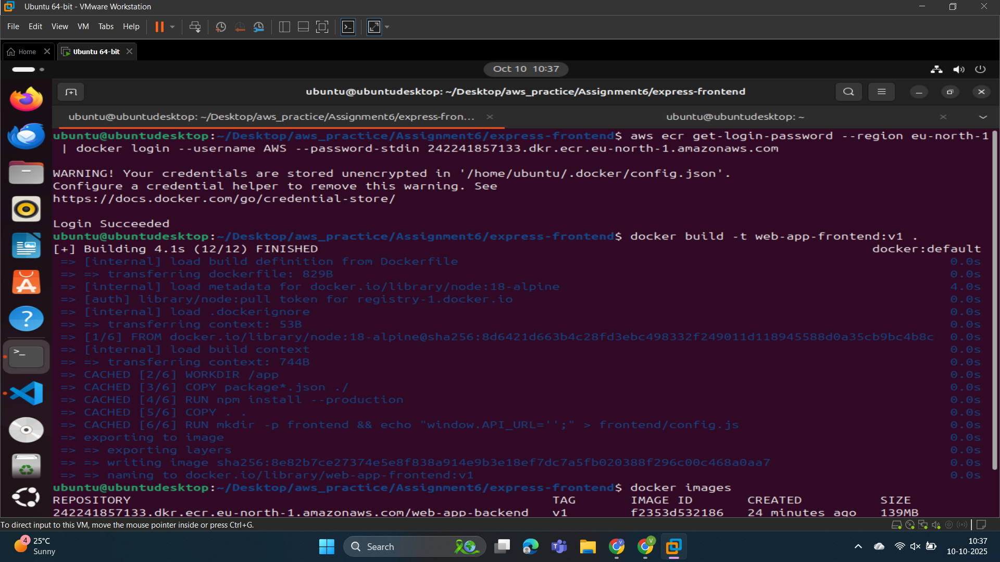 Ubuntu 64-bit - VMware Workstation
File Edit View VM Tabs Help
Home
Ubuntu 64-bit
Oct 10 10:37
ubuntu@ubuntudesktop: ~/Desktop/aws_practice/Assignment6/express-frontend
ubuntu@ubuntudesktop: ~/Desktop/aws_practice/Assignment6/express-fron...
ubuntu@ubuntudesktop: ~
ubuntu@ubuntudesktop:~/Desktop/aws_practice/Assignment6/express-frontend$ aws ecr get-login-password --region eu-north-1
| docker login --username AWS --password-stdin 242241857133.dkr.ecr.eu-north-1.amazonaws.com
WARNING! Your credentials are stored unencrypted in '/home/ubuntu/.docker/config.json'.
Configure a credential helper to remove this warning. See
https://docs.docker.com/go/credential-store/
Login Succeeded
ubuntu@ubuntudesktop:~/Desktop/aws_practice/Assignment6/express-frontend$ docker build -t web-app-frontend:v1 .
[+] Building 4.1s (12/12) FINISHED docker:default
=> [internal] load build definition from Dockerfile 0.0s
=> => transferring dockerfile: 829B 0.0s
=> [internal] load metadata for docker.io/library/node:18-alpine 4.0s
=> [auth] library/node:pull token for registry-1.docker.io 0.0s
=> [internal] load .dockerignore 0.0s
=> => transferring context: 53B 0.0s
=> [1/6] FROM docker.io/library/node:18-alpine@sha256:8d6421d663b4c28fd3ebc498332f249011d118945588d0a35cb9bc4b8c 0.0s
=> [internal] load build context 0.0s
=> => transferring context: 744B 0.0s
=> CACHED [2/6] WORKDIR /app 0.0s
=> CACHED [3/6] COPY package*.json ./ 0.0s
=> CACHED [4/6] RUN npm install --production 0.0s
=> CACHED [5/6] COPY . . 0.0s
=> CACHED [6/6] RUN mkdir -p frontend && echo "window.API_URL='';" > frontend/config.js 0.0s
=> exporting to image 0.0s
=> => exporting layers 0.0s
=> => writing image sha256:8e82b7ce27374e5e8f838a914e9b3e18ef7dc7a5fb020388f296c00c468a0aa7 0.0s
=> => naming to docker.io/library/web-app-frontend:v1 0.0s
ubuntu@ubuntudesktop:~/Desktop/aws_practice/Assignment6/express-frontend$ docker images
REPOSITORY TAG IMAGE ID CREATED SIZE
242241857133.dkr.ecr.eu-north-1.amazonaws.com/web-app-backend v1 f2353d532186 24 minutes ago 139MB
To direct input to this VM, move the mouse pointer inside or press Ctrl+G.
4
25°C
Sunny
Search
V
V
10:37
10-10-2025